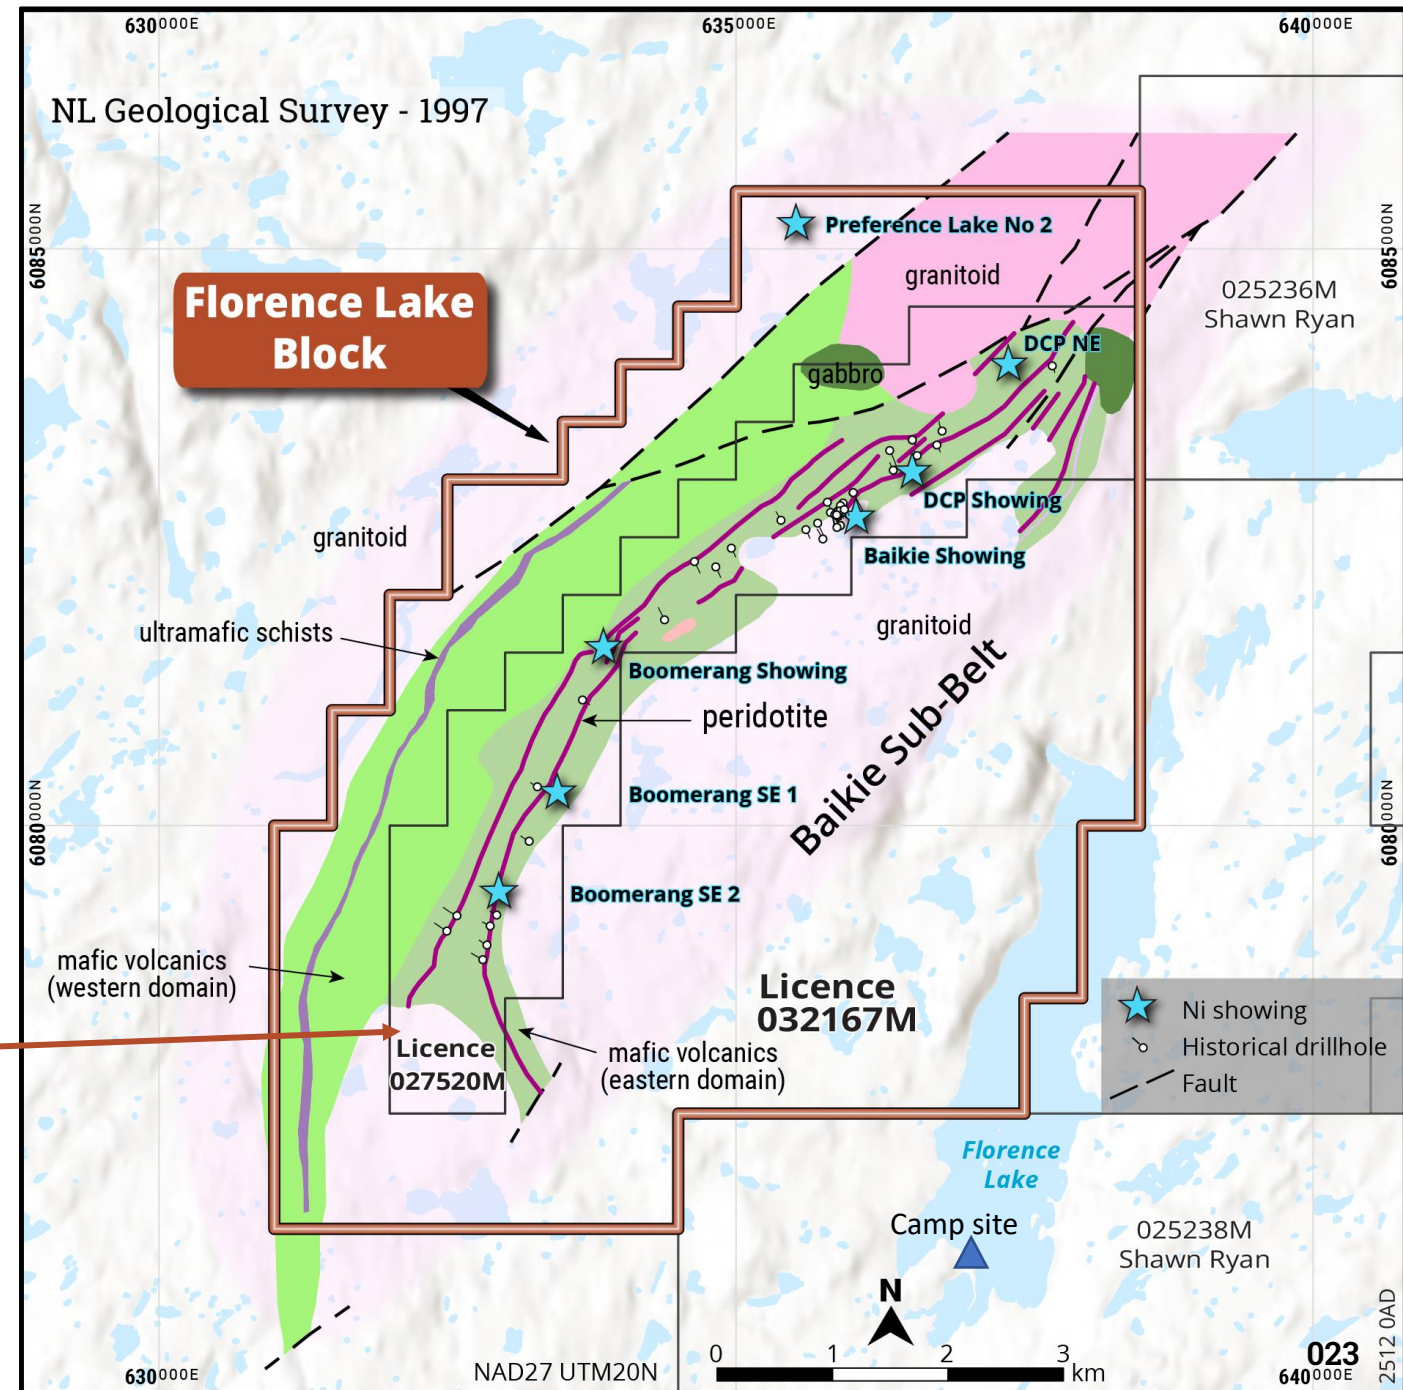 630000E
635000E
640000E
NL Geological Survey - 1997
6085000N
6085000N
Preference Lake No 2
granitoid
025236M
Shawn Ryan
Florence Lake
Block
DCP NE
gabbro
DCP Showing
granitoid
Baikie Showing
ultramafic schists
granitoid
Boomerang Showing
peridotite
Baikie Sub-Belt
Boomerang SE 1
6080000N
6080000N
Boomerang SE 2
mafic volcanics
(western domain)
Licence
032167M
Ni showing
Historical drillhole
Fault
Licence
027520M
mafic volcanics
(eastern domain)
Florence
Lake
Camp site
025238M
Shawn Ryan
N
0 1 2 3
km
NAD27 UTM20N
630000E
023
640000E
2512 0AD